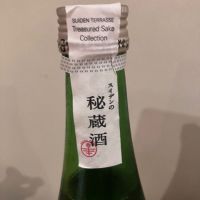 SUIDEN TERRASSE
Treasured Sake
Collection
スイデンの
秘蔵酒